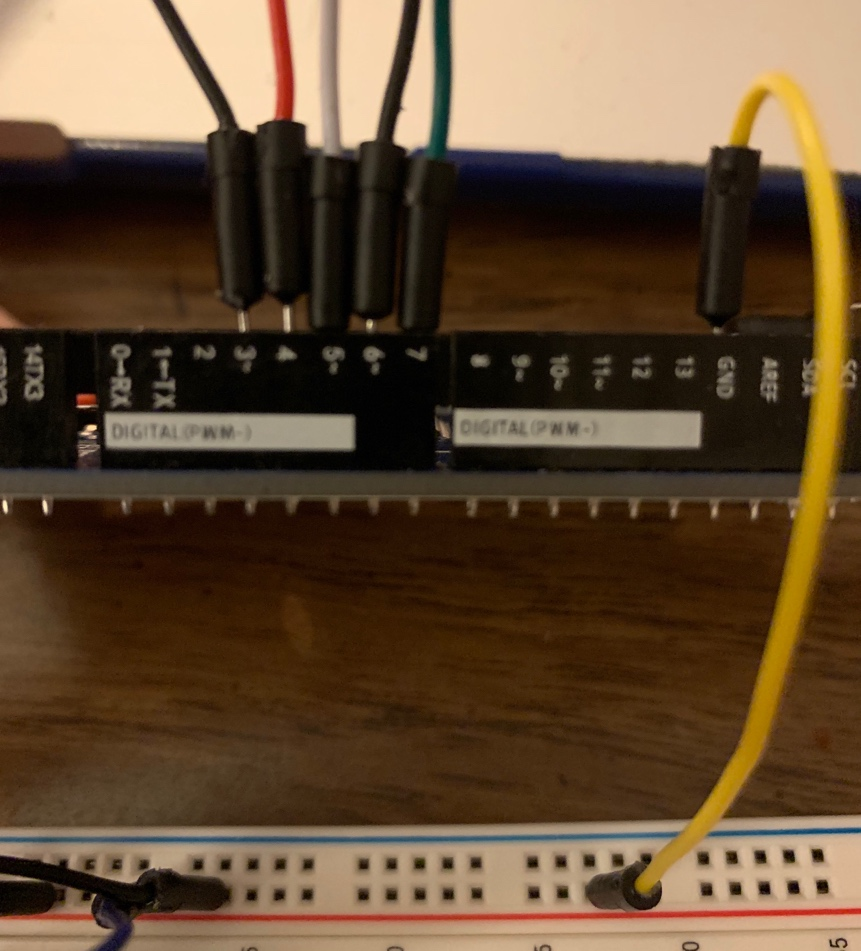 14TX3
0←RX
1→TX
2
3~
4
5~
6~
7
8
9~
10~
11~
12
13
GND
AREF
SDA
SCL
DIGITAL(PWM~)
DIGITAL(PWM~)